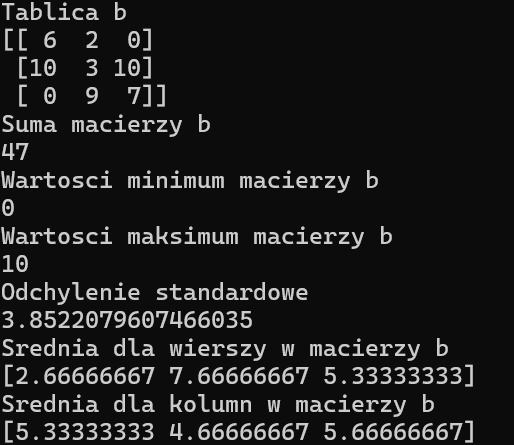 Tablica b
[[ 6  2  0]
 [10  3 10]
 [ 0  9  7]]
Suma macierzy b
47
Wartosci minimum macierzy b
0
Wartosci maksimum macierzy b
10
Odchylenie standardowe
3.8522079607466035
Srednia dla wierszy w macierzy b
[2.66666667 7.66666667 5.33333333]
Srednia dla kolumn w macierzy b
[5.33333333 4.66666667 5.66666667]